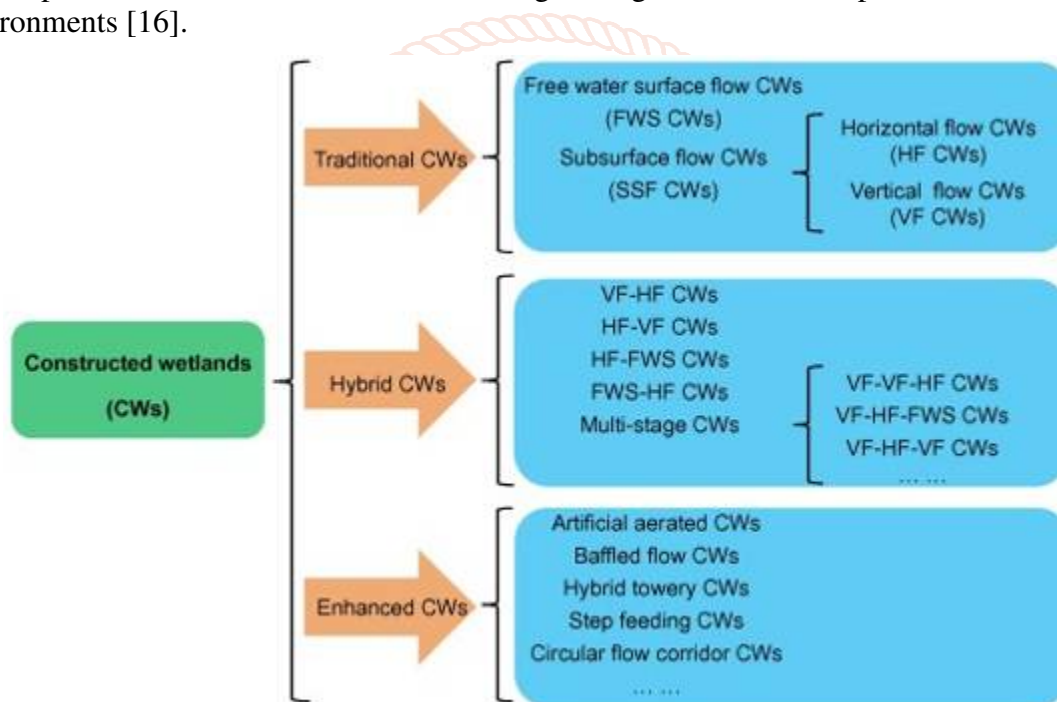 ronments [16].
Constructed wetlands
(CWs)
Traditional CWs
Free water surface flow CWs
(FWS CWs)
Subsurface flow CWs
(SSF CWs)
Horizontal flow CWs
(HF CWs)
Vertical flow CWs
(VF CWs)
Hybrid CWs
VF-HF CWs
HF-VF CWs
HF-FWS CWs
FWS-HF CWs
Multi-stage CWs
VF-VF-HF CWs
VF-HF-FWS CWs
VF-HF-VF CWs
... ...
Enhanced CWs
Artificial aerated CWs
Baffled flow CWs
Hybrid towery CWs
Step feeding CWs
Circular flow corridor CWs
... ...